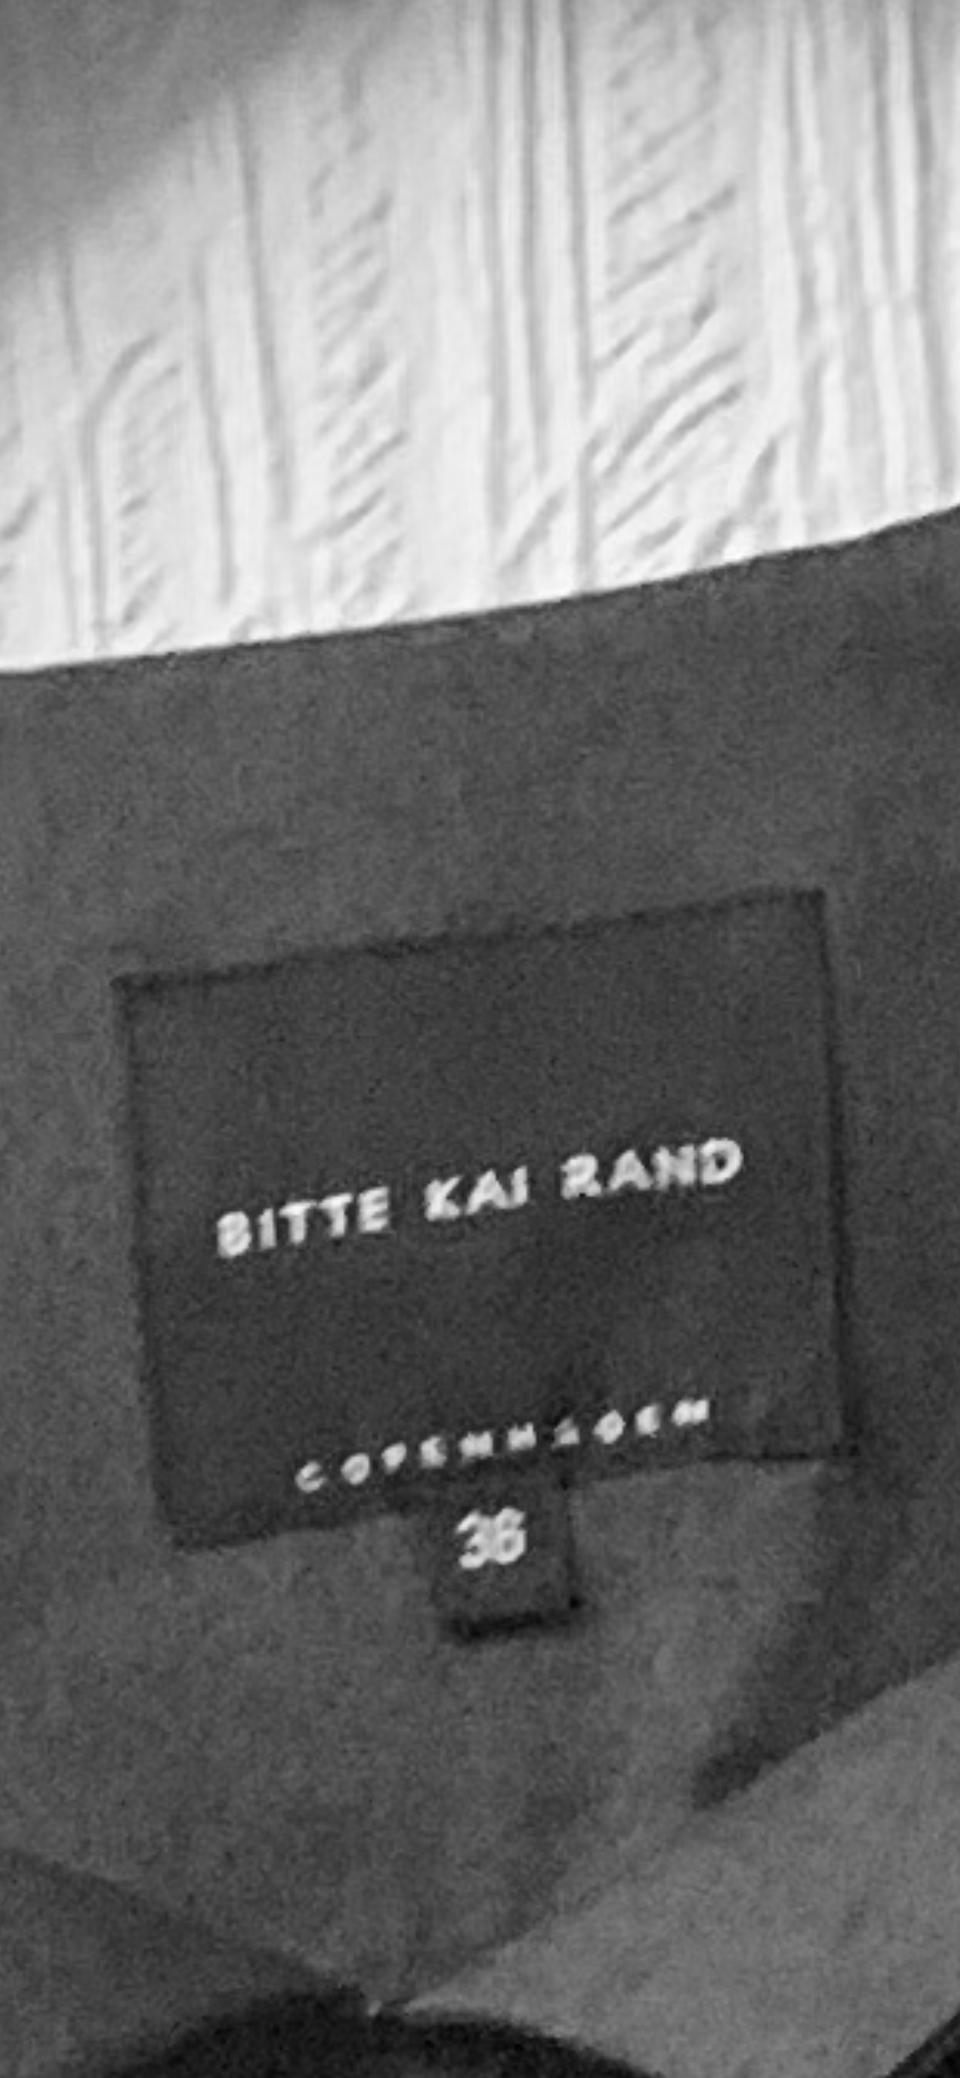 BITTE KAI RAND
COPENHAGEN
36